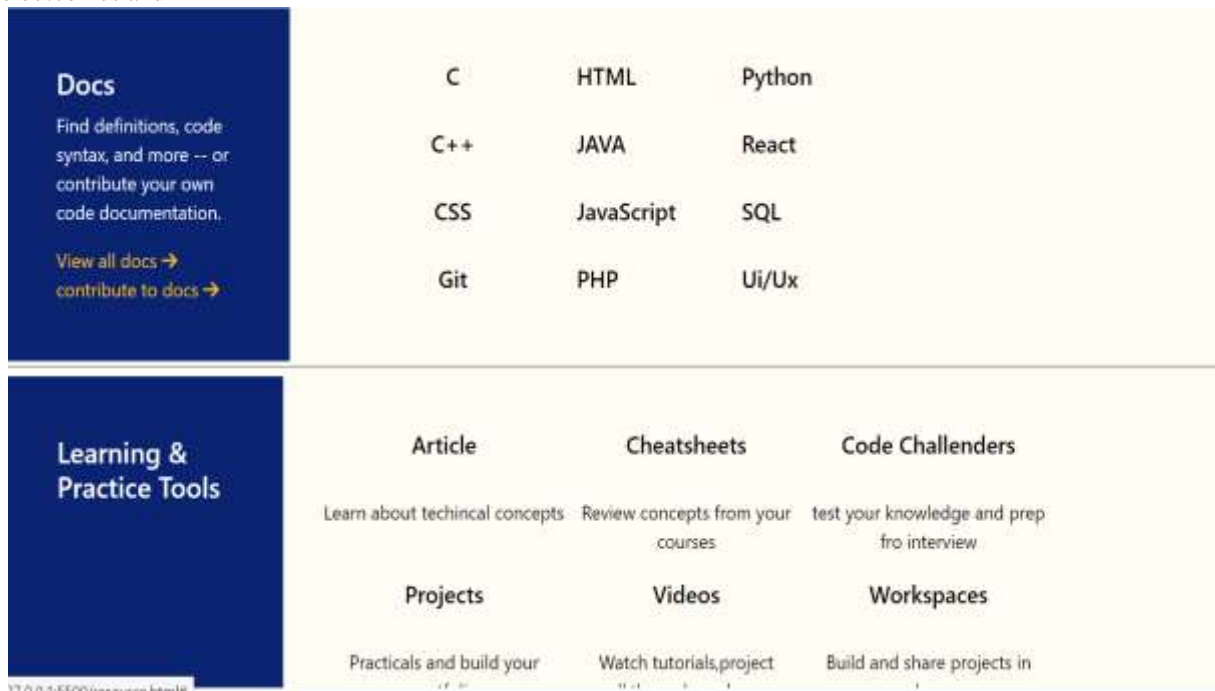 Docs
Find definitions, code
syntax, and more -- or
contribute your own
code documentation.
View all docs →
contribute to docs →
C HTML Python
C++ JAVA React
CSS JavaScript SQL
Git PHP Ui/Ux
Learning &
Practice Tools
Article Cheatsheets Code Challenders
Learn about techincal concepts Review concepts from your test your knowledge and prep
courses fro interview
Projects Videos Workspaces
Practicals and build your Watch tutorials,project Build and share projects in